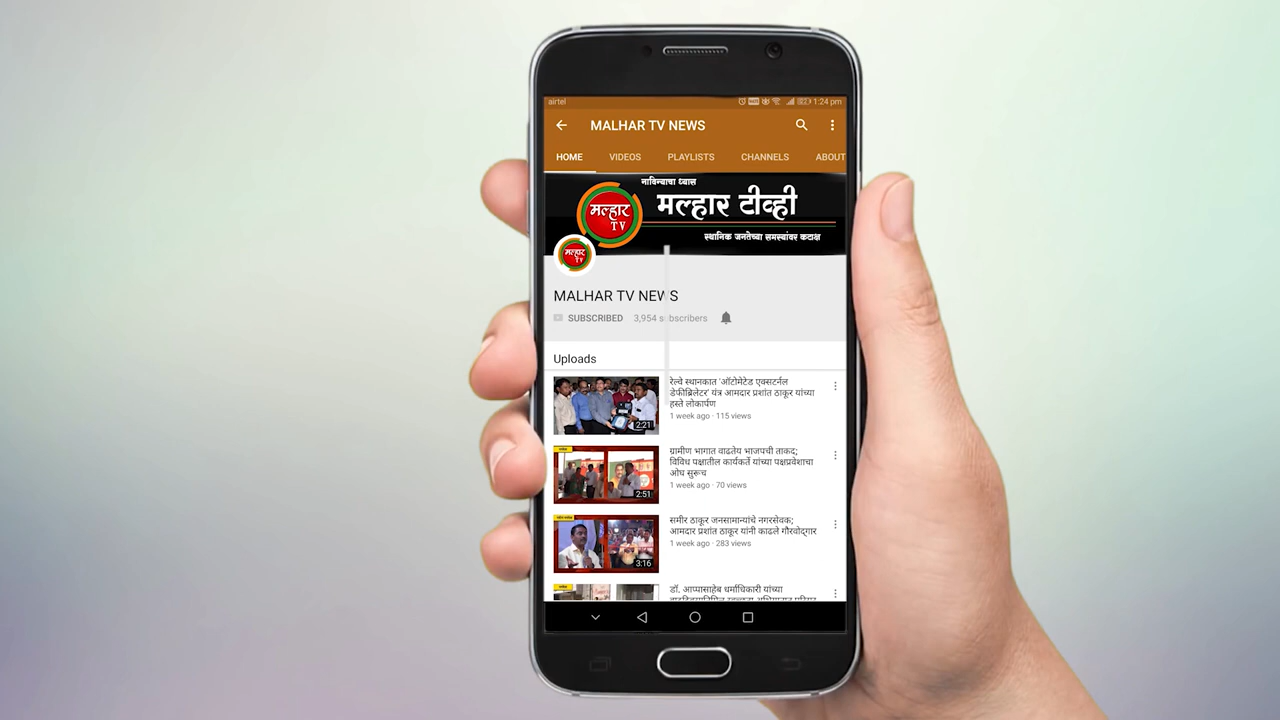 airtel
1:24 pm
MALHAR TV NEWS
HOME VIDEOS PLAYLISTS CHANNELS ABOUT
नाविन्याचा ध्यास
मल्हार टीव्ही
स्थानिक जनतेच्या समस्यांवर कटाक्ष
मल्हार
TV
मल्हार
TV
MALHAR TV NEWS
SUBSCRIBED 3,954 subscribers
Uploads
रेल्वे स्थानकात 'ऑटोमेटेड एक्सटर्नल
डेफीब्रिलेटर' यंत्र आमदार प्रशांत ठाकूर यांच्या
हस्ते लोकार्पण
1 week ago · 115 views
2:21
ग्रामीण भागात वाढतेय भाजपची ताकद;
विविध पक्षातील कार्यकर्ते यांच्या पक्षप्रवेशाचा
ओघ सुरूच
1 week ago · 70 views
2:51
समीर ठाकूर जनसामान्यांचे नगरसेवक;
आमदार प्रशांत ठाकूर यांनी काढले गौरवोद्गार
1 week ago · 283 views
3:16
डॉ. आप्पासाहेब धर्माधिकारी यांच्या